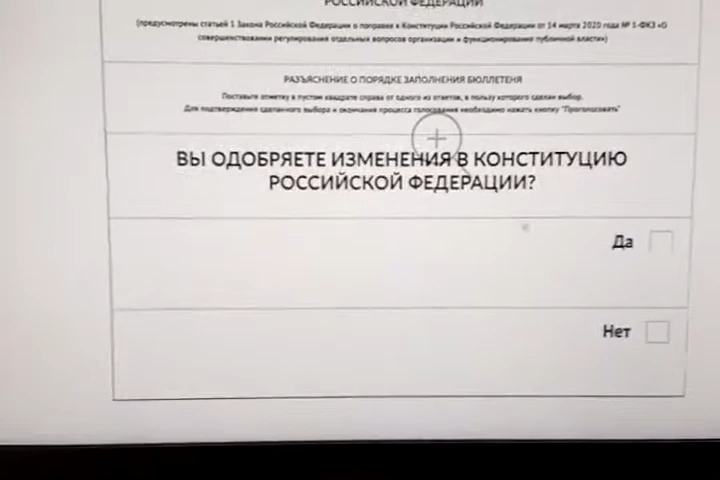 РОССИЙСКОЙ ФЕДЕРАЦИИ
(предусмотрены статьей 1 Закона Российской Федерации о поправке к Конституции Российской Федерации от 14 марта 2020 года № 1-ФКЗ «О
совершенствовании регулирования отдельных вопросов организации и функционирования публичной власти»)
РАЗЪЯСНЕНИЕ О ПОРЯДКЕ ЗАПОЛНЕНИЯ БЮЛЛЕТЕНЯ
Поставьте отметку в пустом квадрате справа от одного из ответов, в пользу которого сделан выбор.
Для подтверждения сделанного выбора и окончания процесса голосования необходимо нажать кнопку "Проголосовать"
ВЫ ОДОБРЯЕТЕ ИЗМЕНЕНИЯ В КОНСТИТУЦИЮ
РОССИЙСКОЙ ФЕДЕРАЦИИ?
Да
Нет